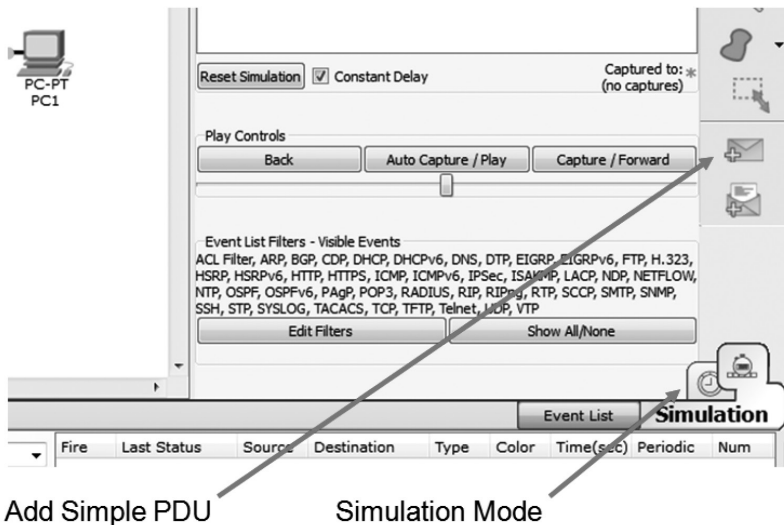 PC-PT
PC1
Reset Simulation
Constant Delay
Captured to: *
(no captures)
Play Controls
Back
Auto Capture / Play
Capture / Forward
Event List Filters - Visible Events
ACL Filter, ARP, BGP, CDP, DHCP, DHCPv6, DNS, DTP, EIGRP, EIGRPv6, FTP, H.323,
HSRP, HSRPv6, HTTP, HTTPS, ICMP, ICMPv6, IPSec, ISAKMP, LACP, NDP, NETFLOW,
NTP, OSPF, OSPFv6, PAgP, POP3, RADIUS, RIP, RIPng, RTP, SCCP, SMTP, SNMP,
SSH, STP, SYSLOG, TACACS, TCP, TFTP, Telnet, UDP, VTP
Edit Filters
Show All/None
Event List
Simulation
Fire Last Status Source Destination Type Color Time(sec) Periodic Num
Add Simple PDU
Simulation Mode